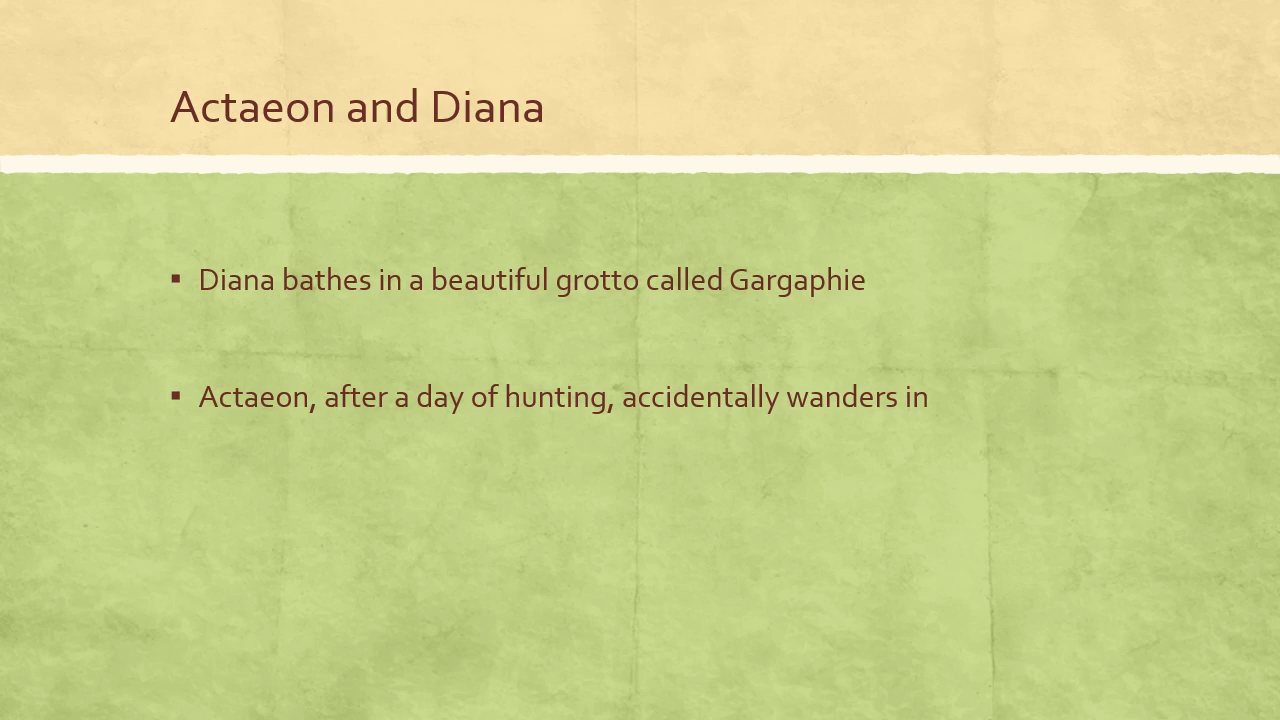 Actaeon and Diana
▪ Diana bathes in a beautiful grotto called Gargaphie
▪ Actaeon, after a day of hunting, accidentally wanders in